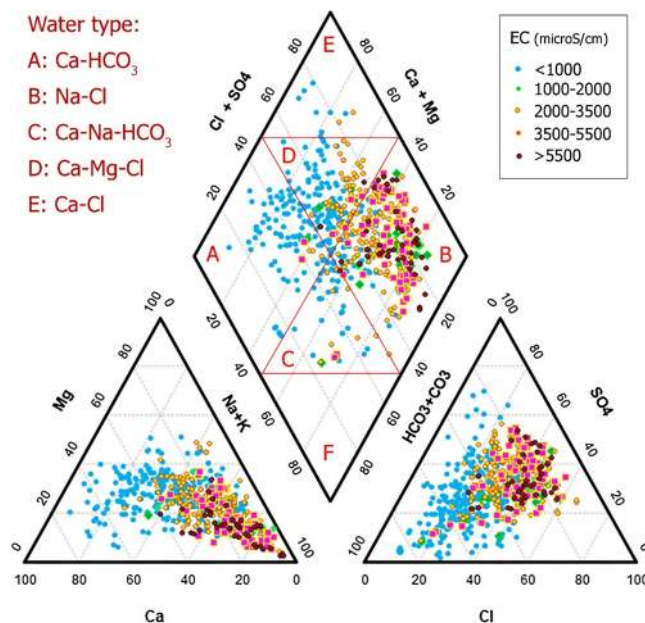 Water type:
A: Ca-HCO3
B: Na-Cl
C: Ca-Na-HCO3
D: Ca-Mg-Cl
E: Ca-Cl
EC (microS/cm)
<1000
1000-2000
2000-3500
3500-5500
>5500
80
80
E
60
60
Cl + SO4
Ca + Mg
40
40
D
20
20
A
B
100
0
0
100
20
20
80
C
80
40
40
Mg
Na+K
HCO3+CO3
SO4
60
60
60
60
40
F
40
80
80
20
20
0
100
0
100
100
80
60
40
20
0
0
20
40
60
80
100
Ca
Cl